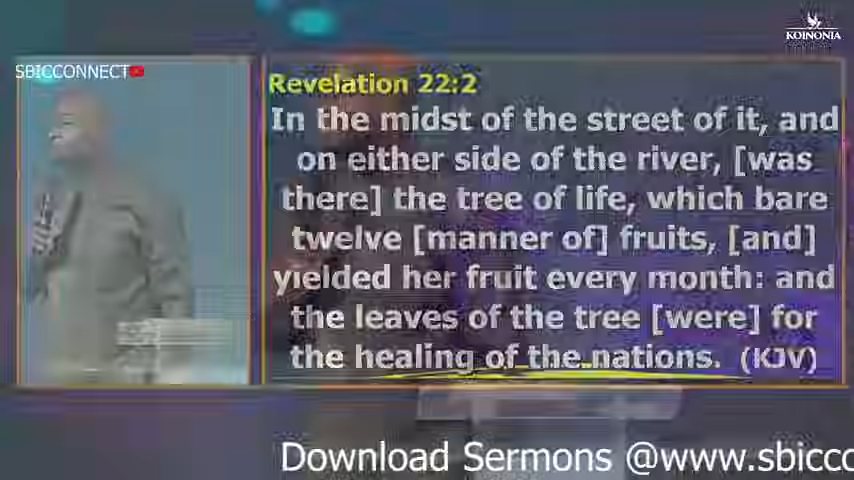 KOINONIA
SBICCONNECT
Revelation 22:2
In the midst of the street of it, and
on either side of the river, [was
there] the tree of life, which bare
twelve [manner of] fruits, [and]
yielded her fruit every month: and
the leaves of the tree [were] for
the healing of the nations. (KJV)
Download Sermons @www.sbicco